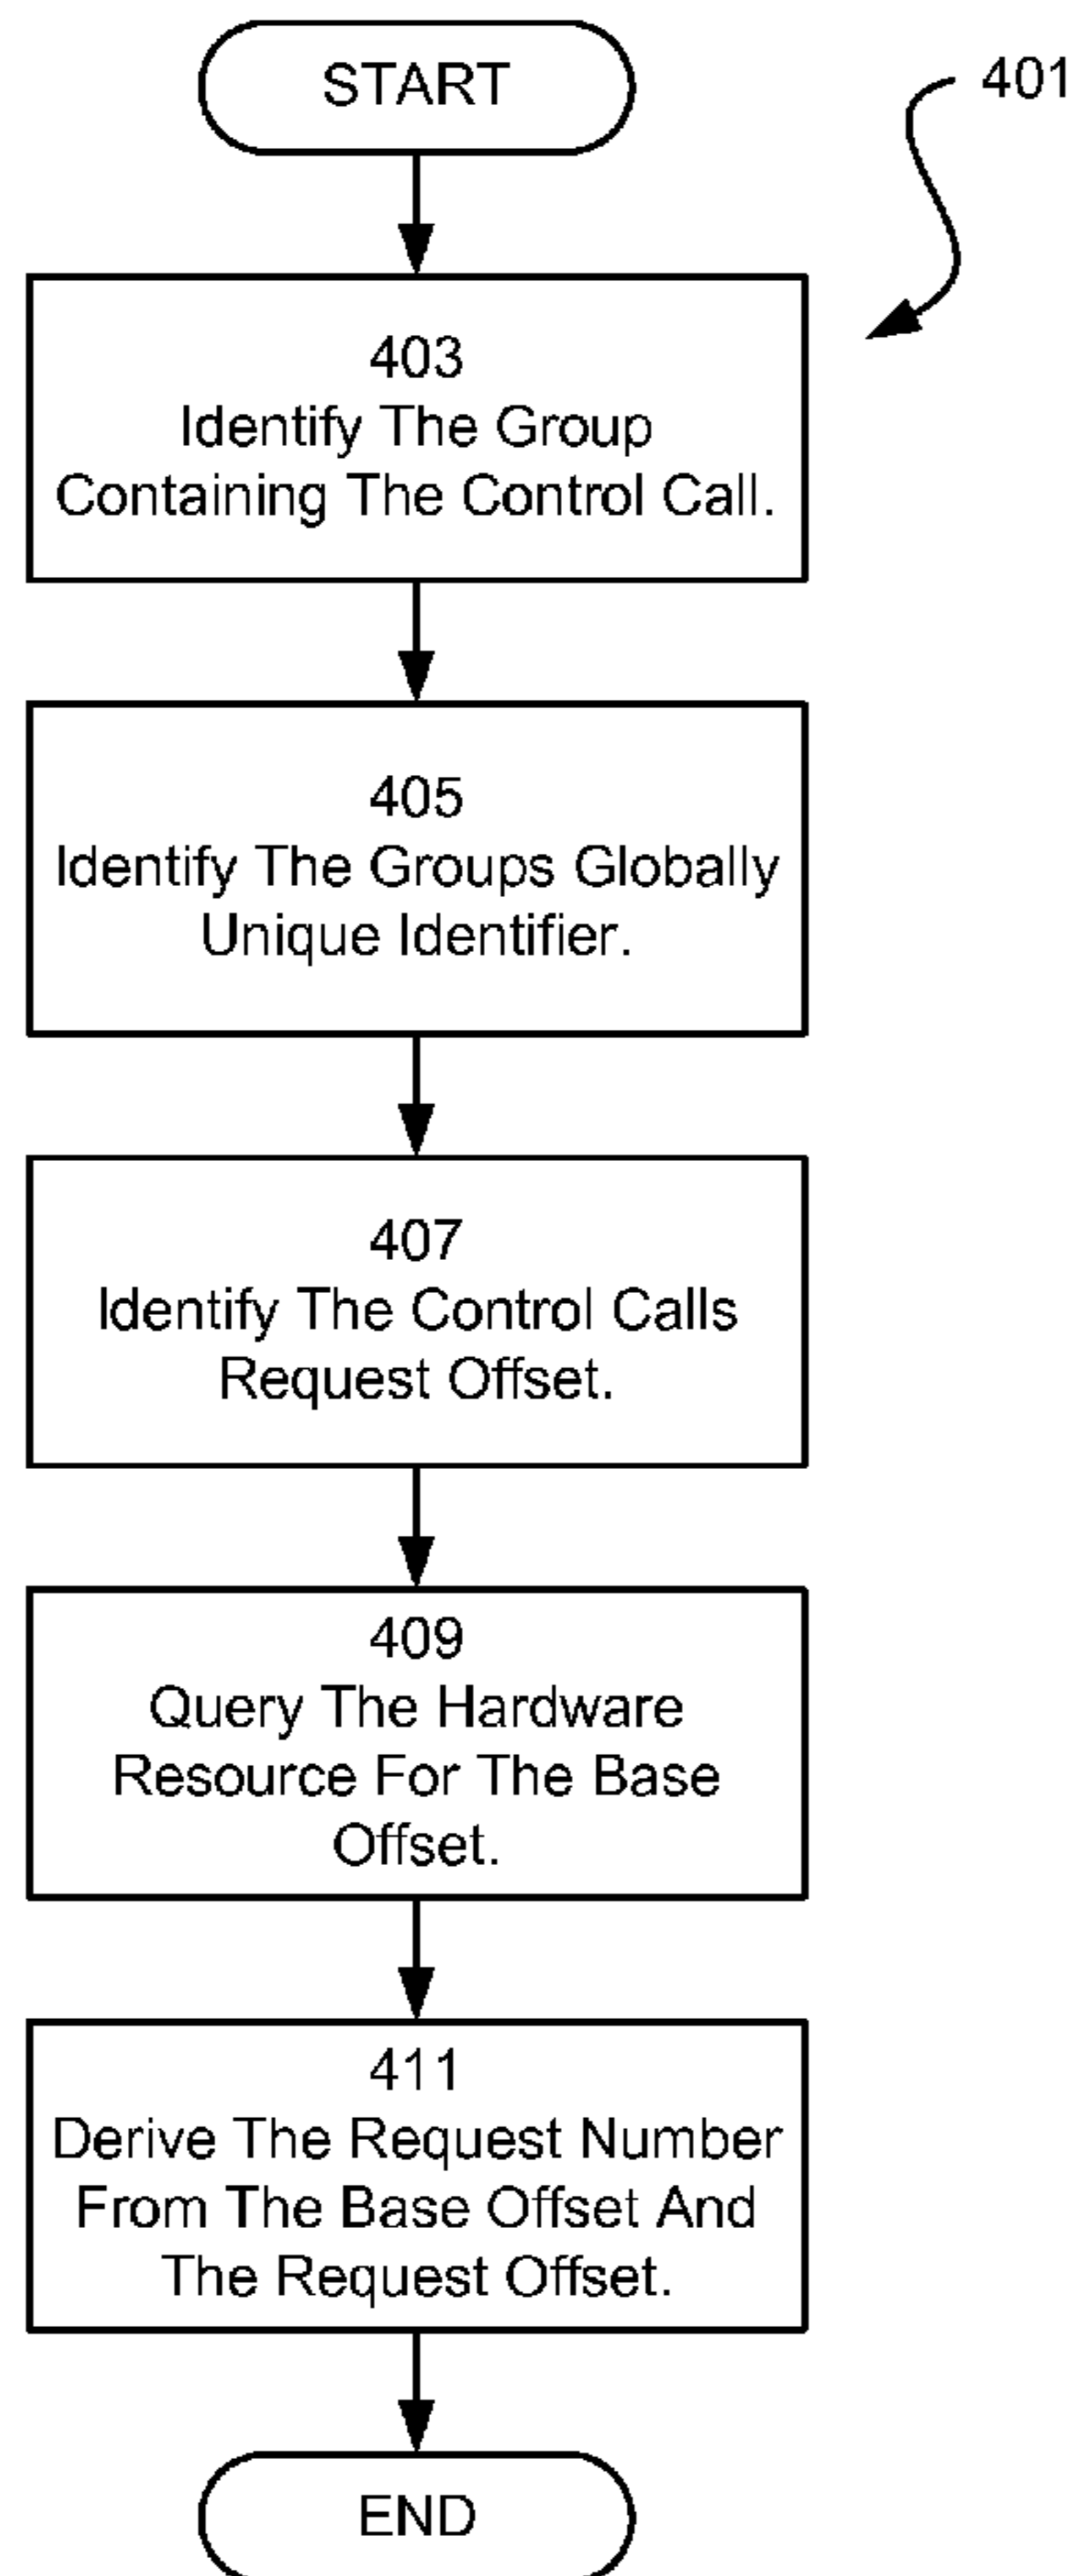 START
401
403
Identify The Group
Containing The Control Call.
405
Identify The Groups Globally
Unique Identifier.
407
Identify The Control Calls
Request Offset.
409
Query The Hardware
Resource For The Base
Offset.
411
Derive The Request Number
From The Base Offset And
The Request Offset.
END